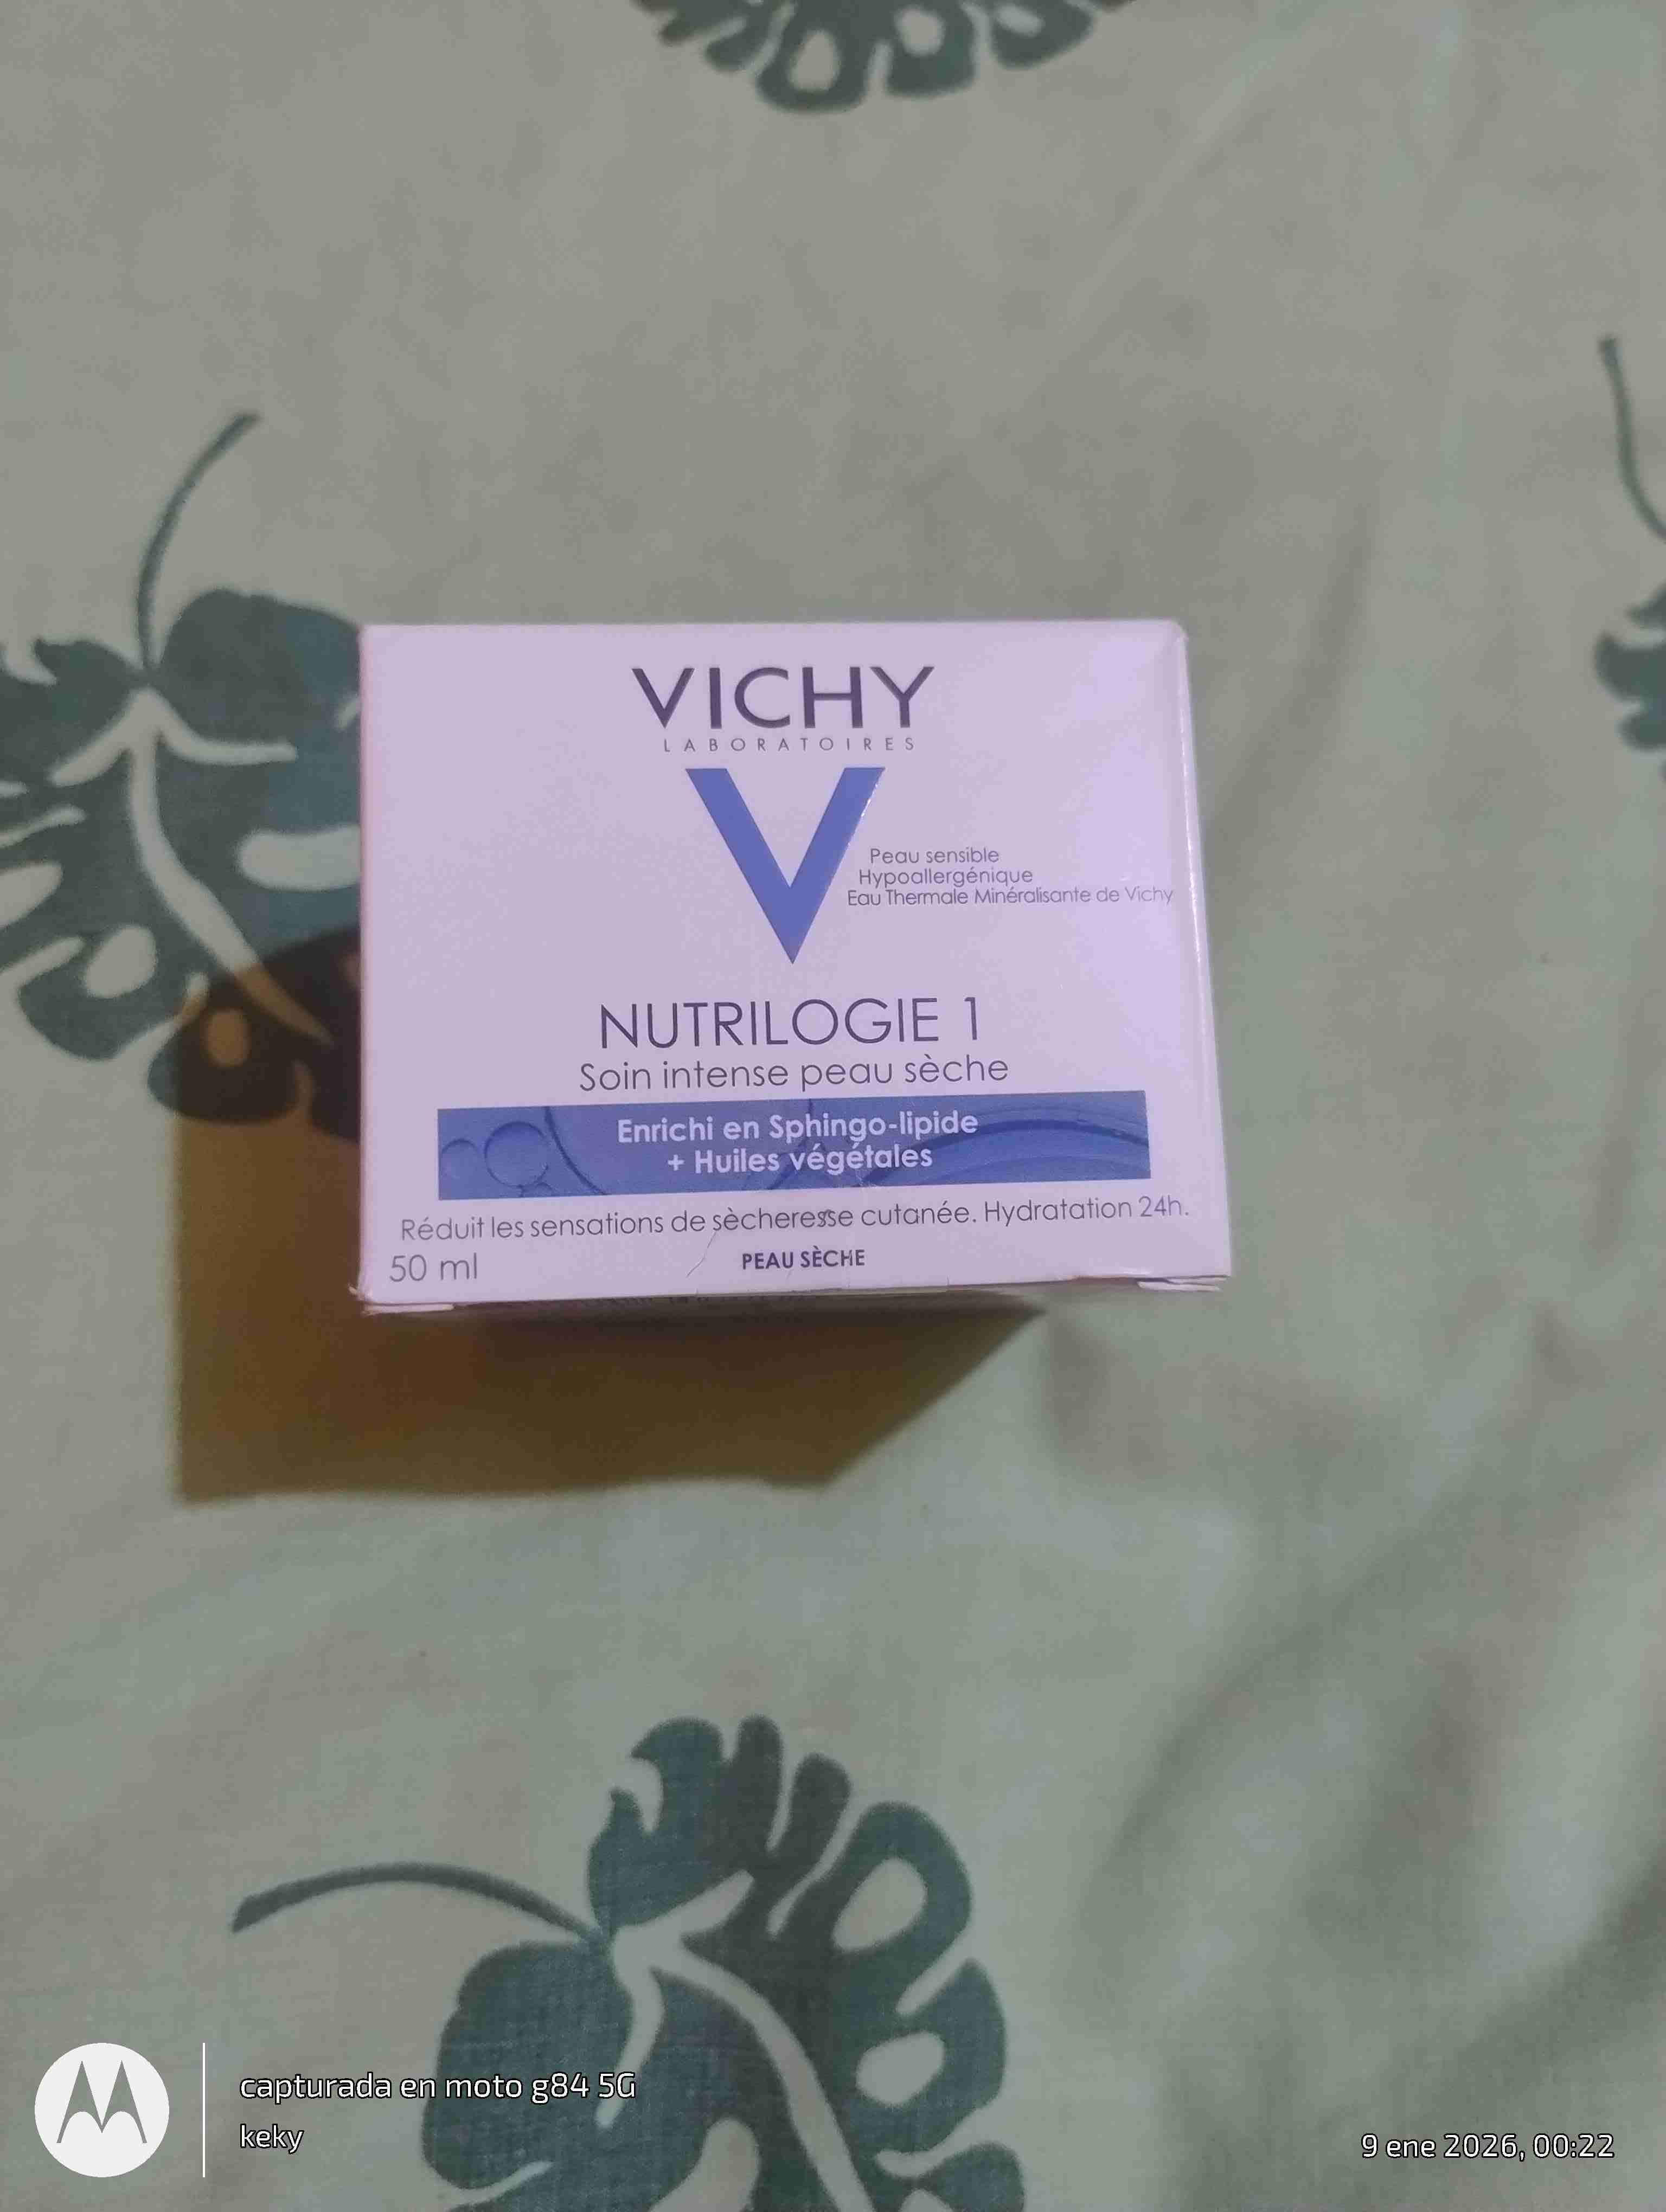 VICHY
LABORATOIRES
Peau sensible
Hypoallergénique
Eau Thermale Minéralisante de Vichy
NUTRILOGIE 1
Soin intense peau sèche
Enrichi en Sphingo-lipide
+ Huiles végétales
Réduit les sensations de sècheresse cutanée. Hydratation 24h.
50 ml
PEAU SÈCHE
capturada en moto g84 5G
keky
9 ene 2026, 00:22